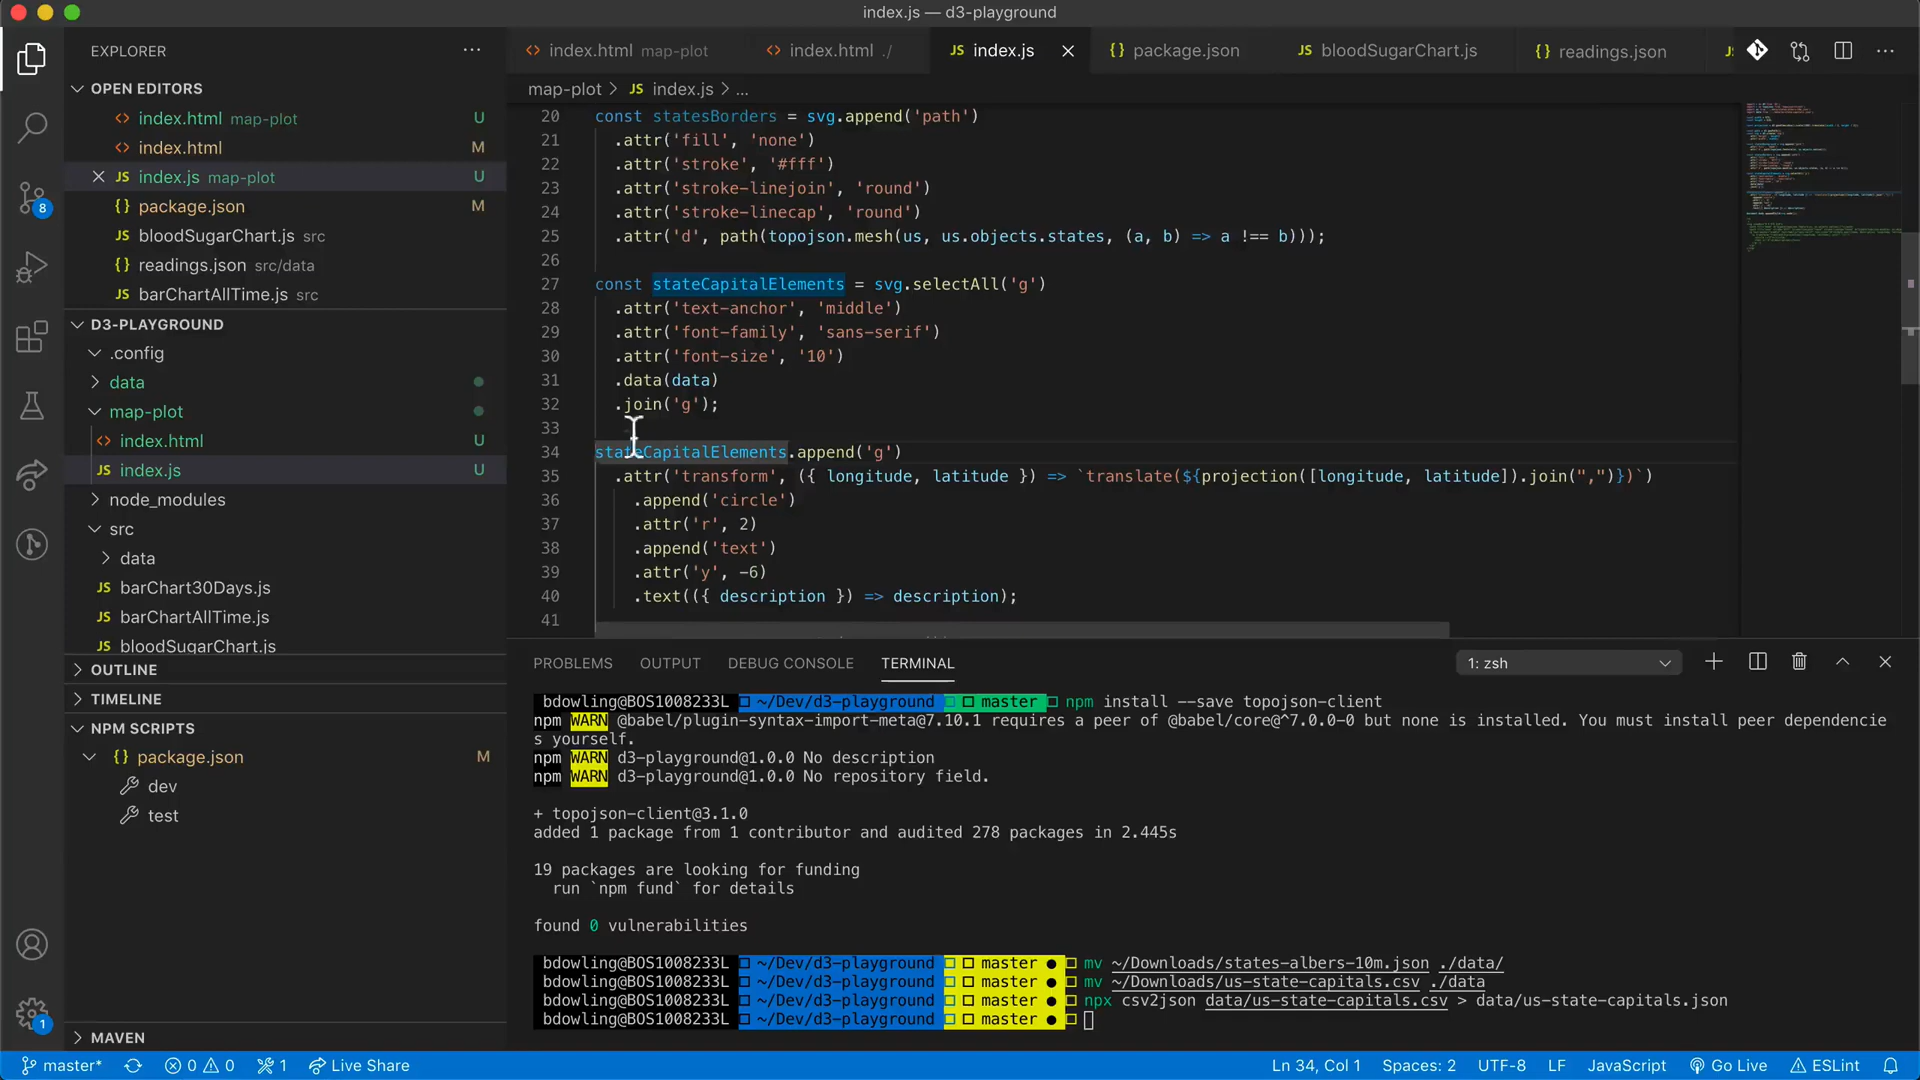 index.js — d3-playground
EXPLORER
index.html map-plot
index.html ./
JS index.js
{} package.json
JS bloodSugarChart.js
{} readings.json
OPEN EDITORS
map-plot > JS index.js > ...
index.html map-plot U
index.html M
JS index.js map-plot U
{} package.json M
JS bloodSugarChart.js src
{} readings.json src/data
JS barChartAllTime.js src
D3-PLAYGROUND
.config
data
map-plot
index.html U
JS index.js U
node_modules
src
data
JS barChart30Days.js
JS barChartAllTime.js
JS bloodSugarChart.js
OUTLINE
TIMELINE
NPM SCRIPTS
{} package.json M
dev
test
MAVEN
8
1
20 const statesBorders = svg.append('path')
21 .attr('fill', 'none')
22 .attr('stroke', '#fff')
23 .attr('stroke-linejoin', 'round')
24 .attr('stroke-linecap', 'round')
25 .attr('d', path(topojson.mesh(us, us.objects.states, (a, b) => a !== b)));
26
27 const stateCapitalElements = svg.selectAll('g')
28 .attr('text-anchor', 'middle')
29 .attr('font-family', 'sans-serif')
30 .attr('font-size', '10')
31 .data(data)
32 .join('g');
33
34 stateCapitalElements.append('g')
35 .attr('transform', ({ longitude, latitude }) => `translate(${projection([longitude, latitude]).join(",")})`)
36 .append('circle')
37 .attr('r', 2)
38 .append('text')
39 .attr('y', -6)
40 .text(({ description }) => description);
41
PROBLEMS OUTPUT DEBUG CONSOLE TERMINAL 1: zsh
bdowling@BOS1008233L ~/Dev/d3-playground master npm install --save topojson-client
npm WARN @babel/plugin-syntax-import-meta@7.10.1 requires a peer of @babel/core@^7.0.0-0 but none is installed. You must install peer dependencie
s yourself.
npm WARN d3-playground@1.0.0 No description
npm WARN d3-playground@1.0.0 No repository field.
+ topojson-client@3.1.0
added 1 package from 1 contributor and audited 278 packages in 2.445s
19 packages are looking for funding
run `npm fund` for details
found 0 vulnerabilities
bdowling@BOS1008233L ~/Dev/d3-playground master ● mv ~/Downloads/states-albers-10m.json ./data/
bdowling@BOS1008233L ~/Dev/d3-playground master ● mv ~/Downloads/us-state-capitals.csv ./data
bdowling@BOS1008233L ~/Dev/d3-playground master ● npx csv2json data/us-state-capitals.csv > data/us-state-capitals.json
bdowling@BOS1008233L ~/Dev/d3-playground master ●
master* 0 0 1 Live Share Ln 34, Col 1 Spaces: 2 UTF-8 LF JavaScript Go Live ESLint